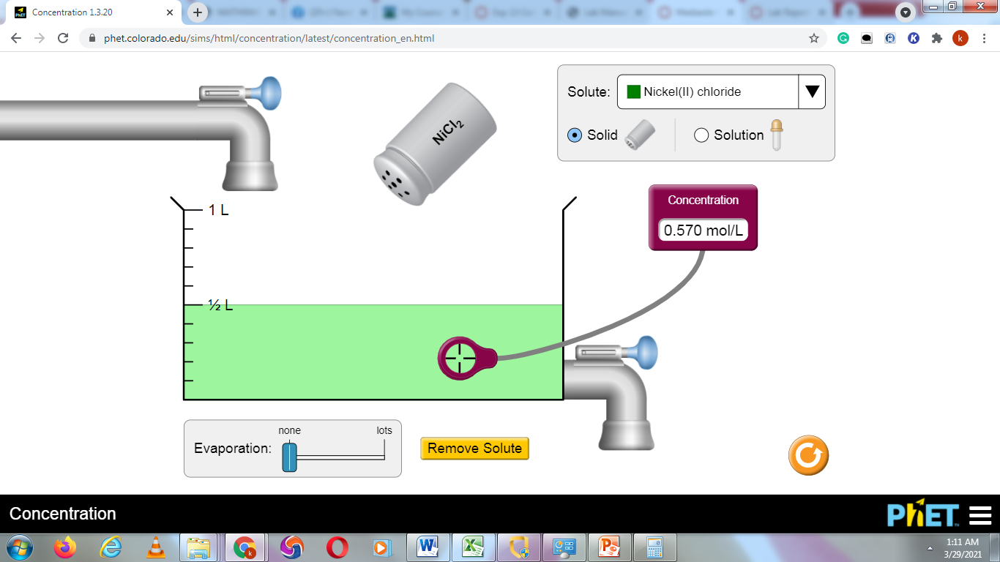 Concentration 1.3.20
phet.colorado.edu/sims/html/concentration/latest/concentration_en.html
NiCl2
Solute: Nickel(II) chloride
Solid
Solution
Concentration
0.570 mol/L
1 L
½ L
none
lots
Evaporation:
Remove Solute
Concentration
PhET
1:11 AM
3/29/2021